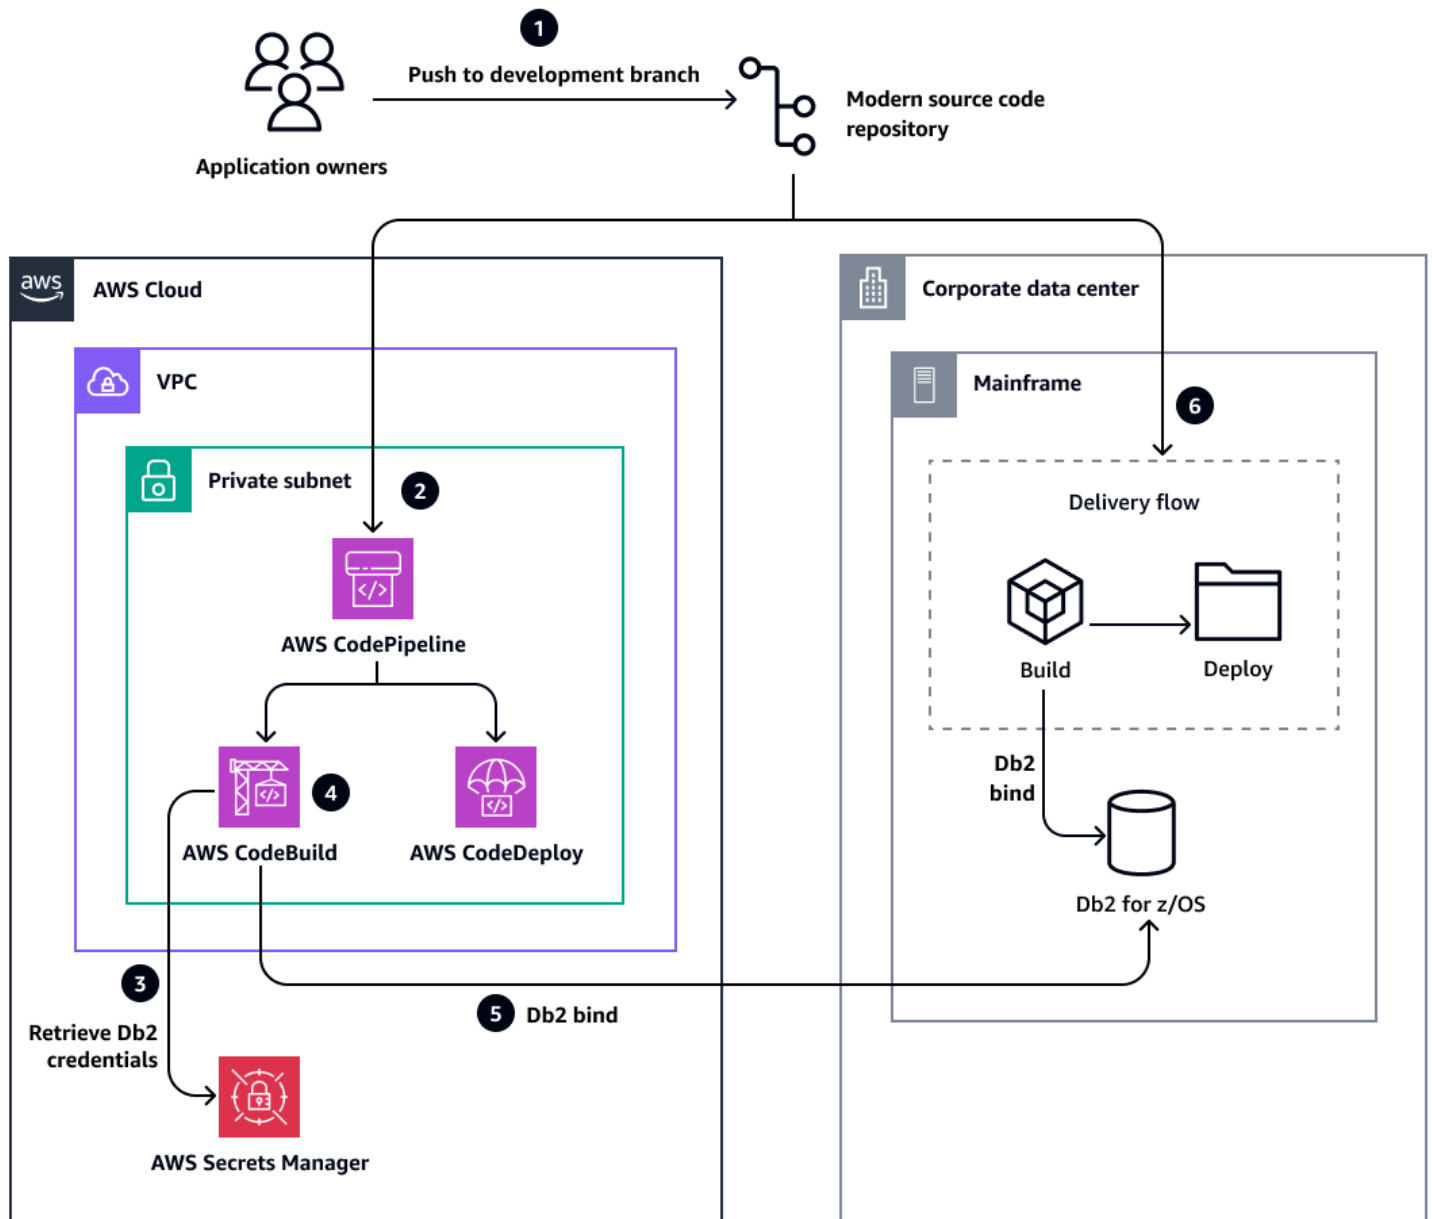 1
Push to development branch
Modern source code
repository
Application owners
aws
AWS Cloud
Corporate data center
VPC
Mainframe
6
Private subnet
2
Delivery flow
</>
AWS CodePipeline
Build
Deploy
</>
4
</>
Db2
bind
AWS CodeBuild
AWS CodeDeploy
Db2 for z/OS
3
5
Db2 bind
Retrieve Db2
credentials
AWS Secrets Manager